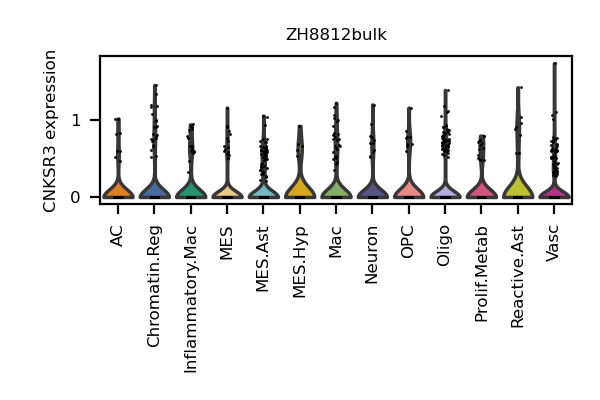 ZH8812bulk
CNKSR3 expression
1
0
AC
Chromatin.Reg
Inflammatory.Mac
MES
MES.Ast
MES.Hyp
Mac
Neuron
OPC
Oligo
Prolif.Metab
Reactive.Ast
Vasc